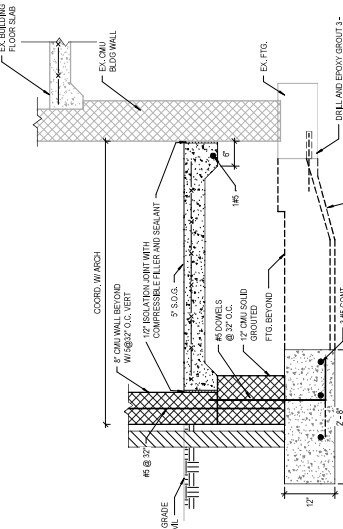 EX. BUILDING
FLOOR SLAB
EX. CMU
BLDG WALL
COORD. W/ ARCH
8" CMU WALL BEYOND
W/ 5@32" O.C. VERT
1/2" ISOLATION JOINT WITH
COMPRESSIBLE FILLER AND SEALANT
5" S.O.G.
6"
1#5
#5 DOWELS
@ 32" O.C.
12" CMU SOLID
GROUTED
FTG. BEYOND
EX. FTG.
DRILL AND EPOXY GROUT 3 -
#5 @ 32"
GRADE
12"
2' - 8"